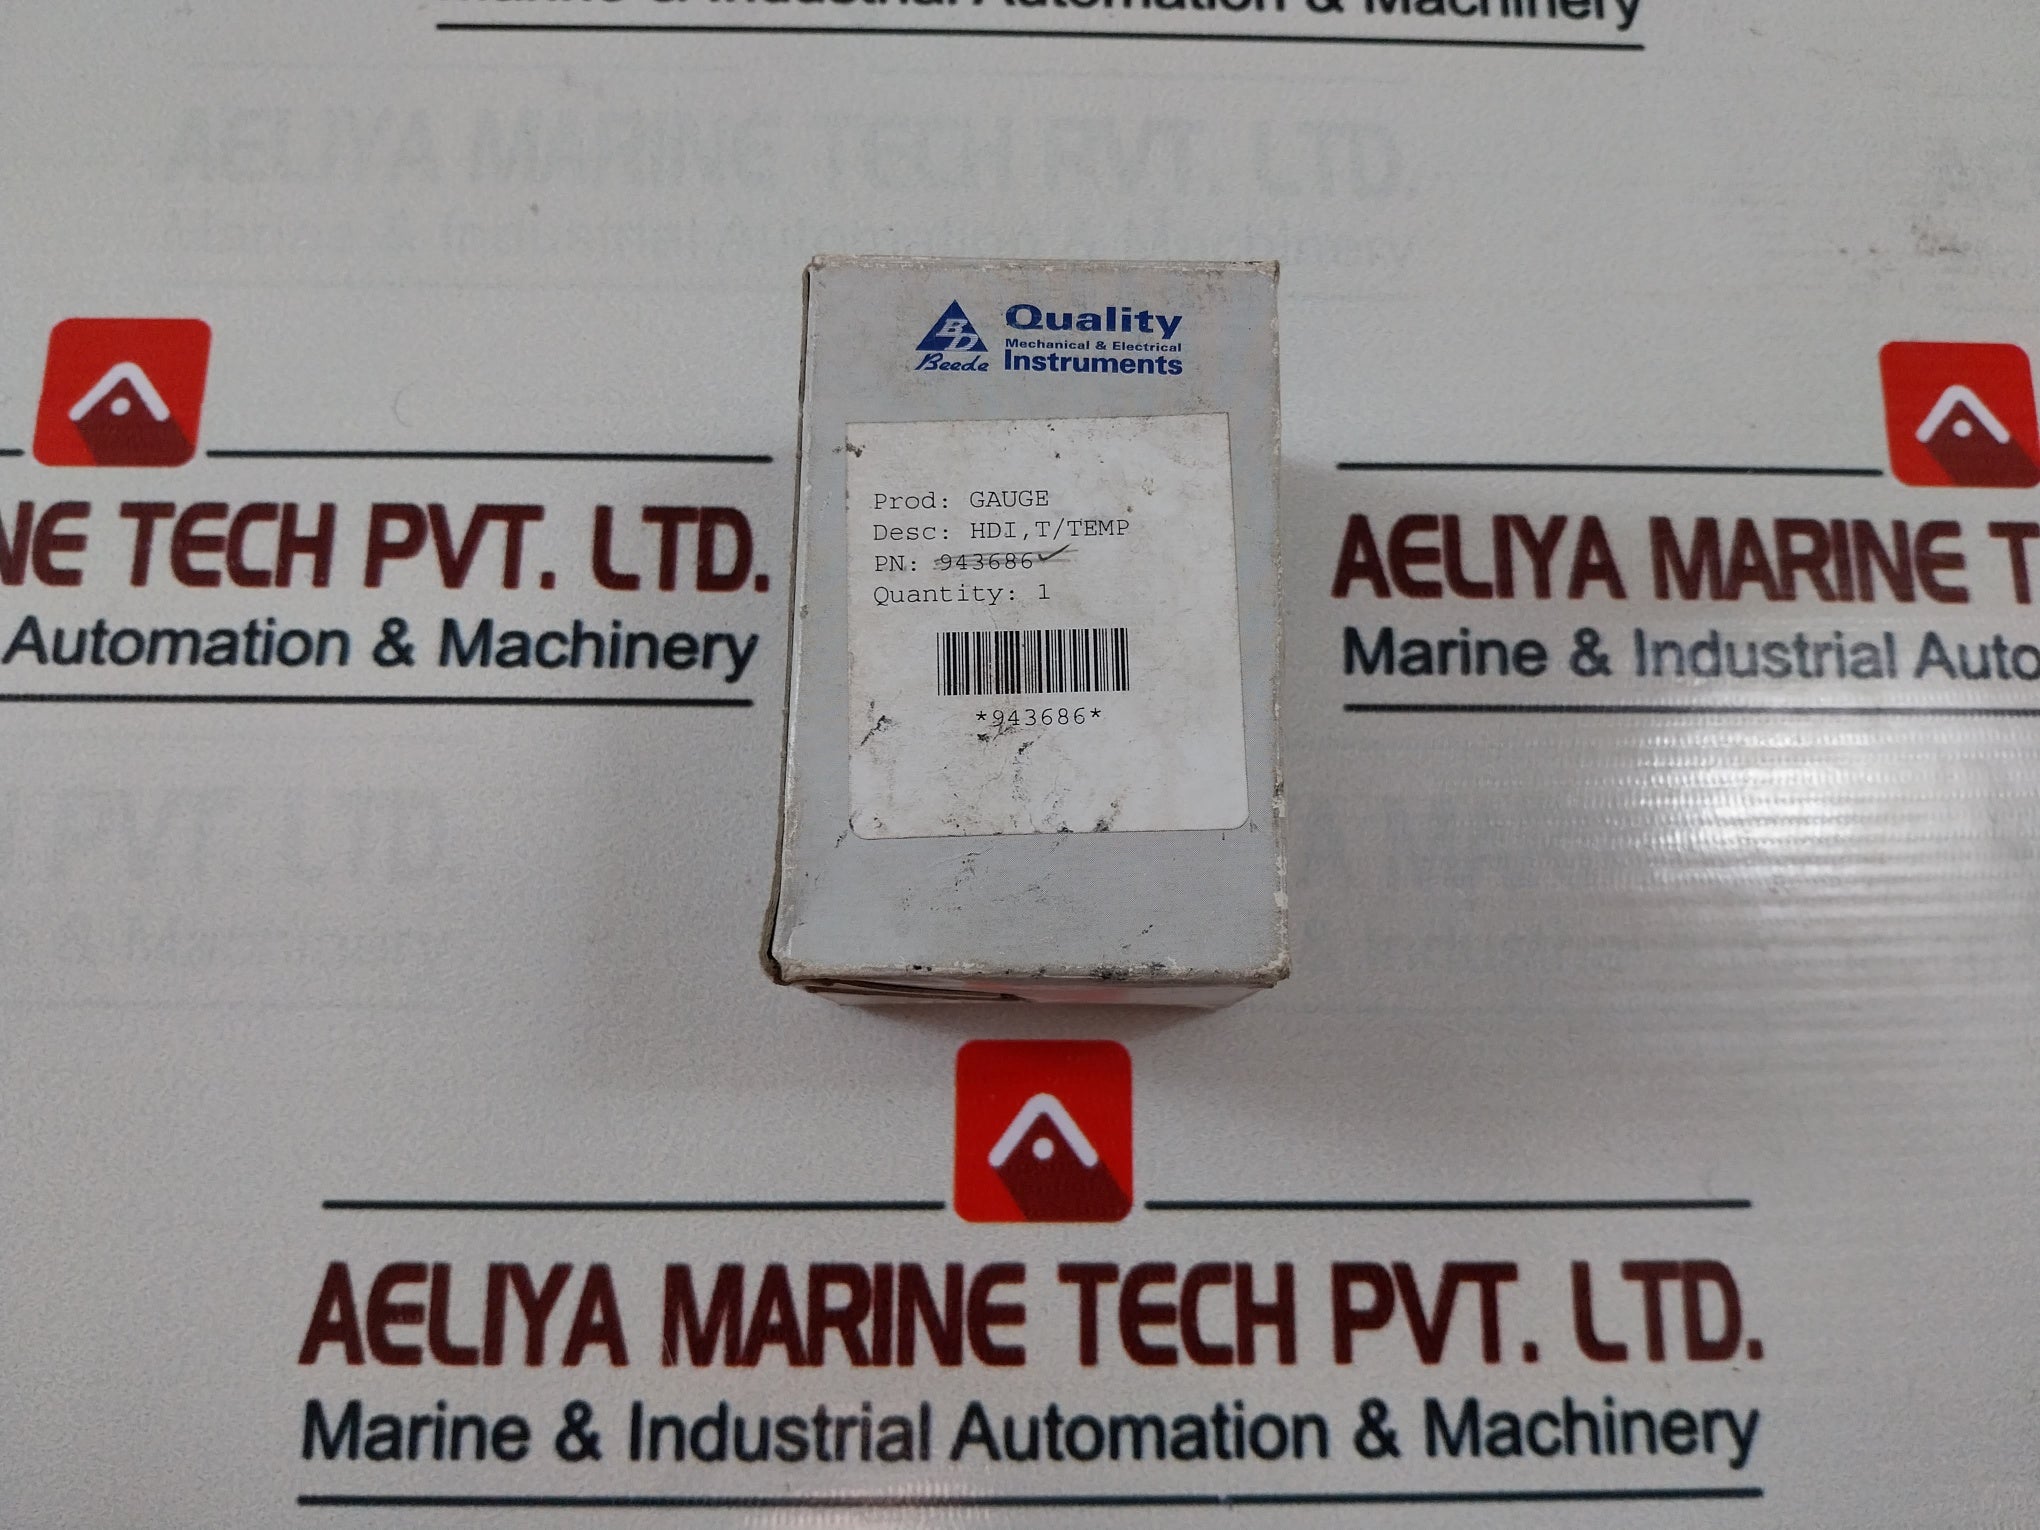 Marine & Industrial Automation & Machinery
AELIYA MARINE TECH PVT. LTD.
BD
Beede
Quality
Mechanical & Electrical
Instruments
Prod: GAUGE
Desc: HDI,T/TEMP
PN: 943686
Quantity: 1
*943686*
NE TECH PVT. LTD.
Automation & Machinery
AELIYA MARINE T
Marine & Industrial Auto
AELIYA MARINE TECH PVT. LTD.
Marine & Industrial Automation & Machinery